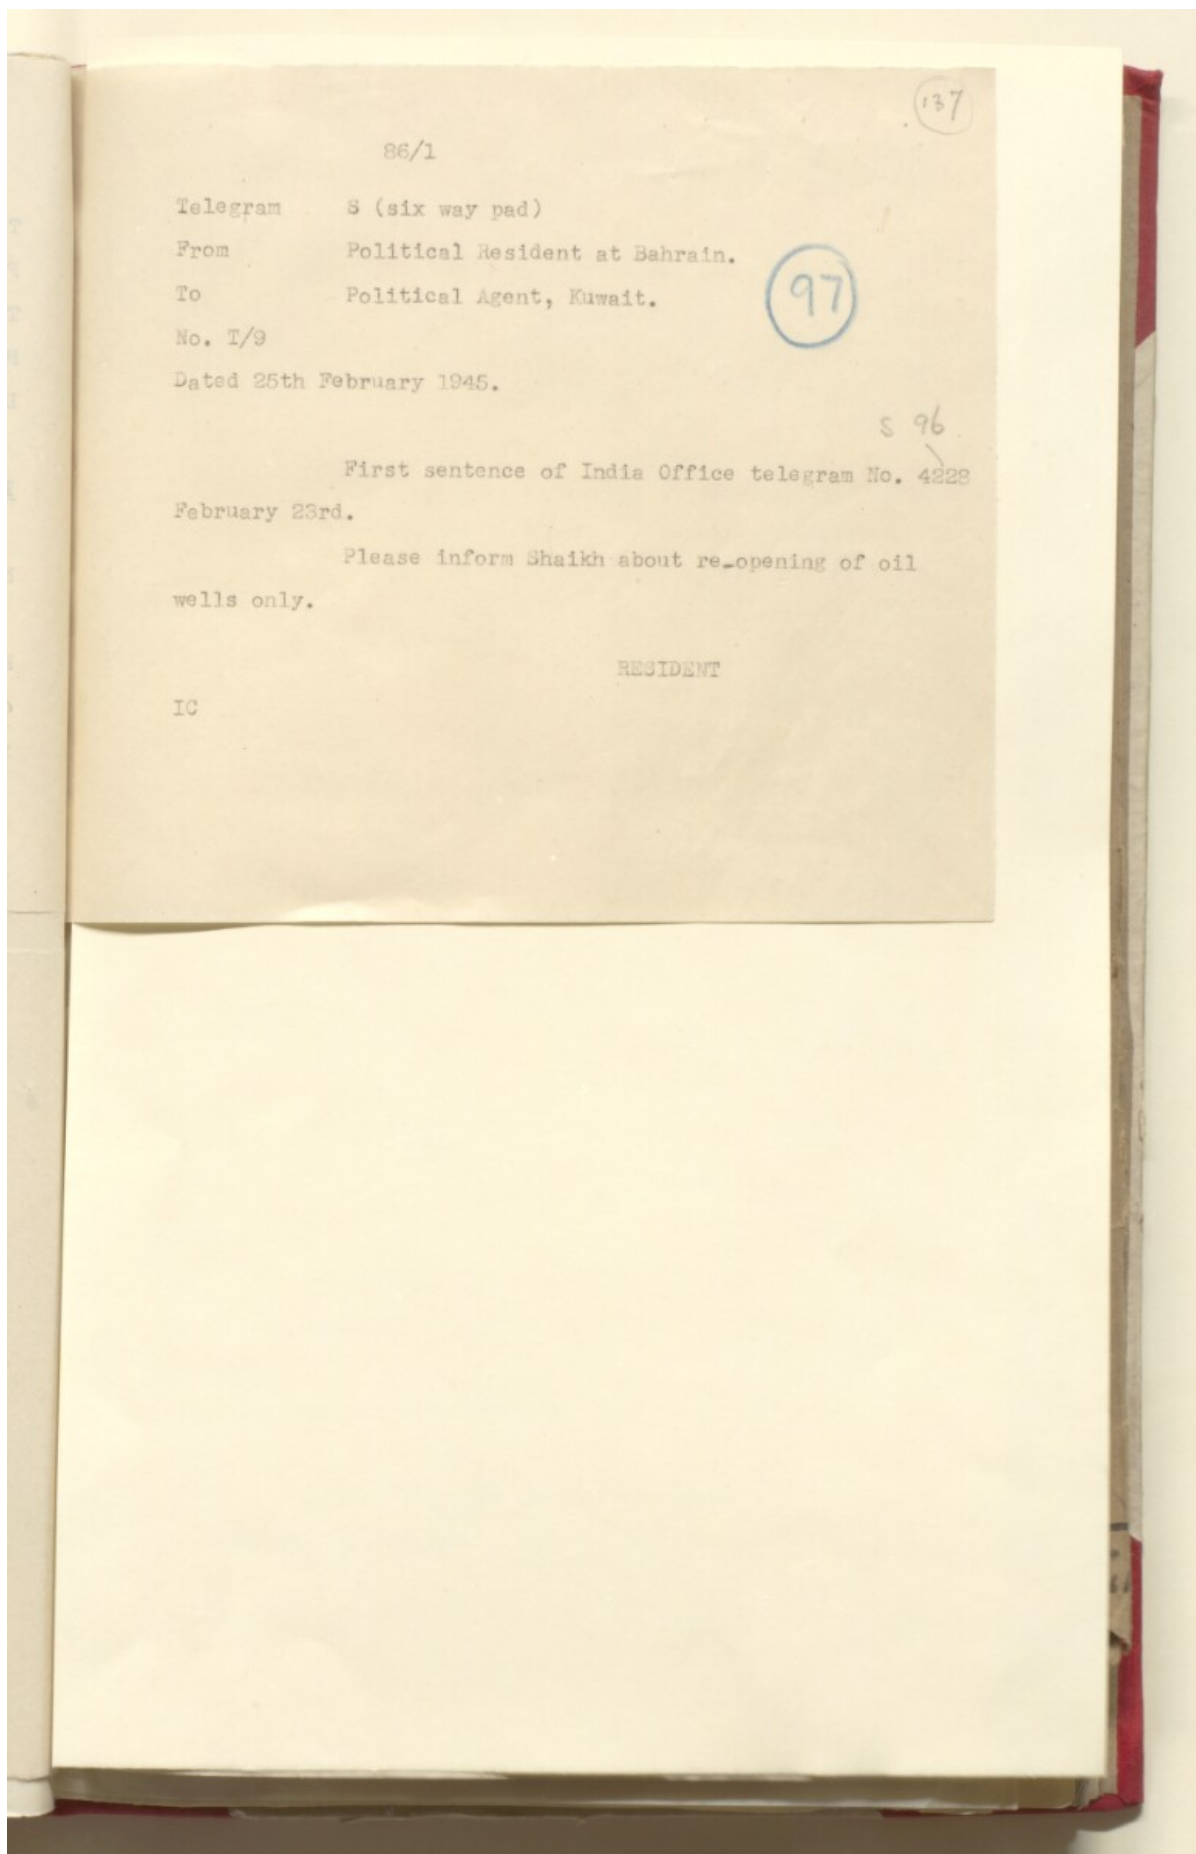 137
86/1
Telegram S (six way pad)
From Political Resident at Bahrain.
To Political Agent, Kuwait.
97
No. T/9
Dated 25th February 1945.
S 96
First sentence of India Office telegram No. 4228
February 23rd.
Please inform Shaikh about re-opening of oil
wells only.
RESIDENT
IC